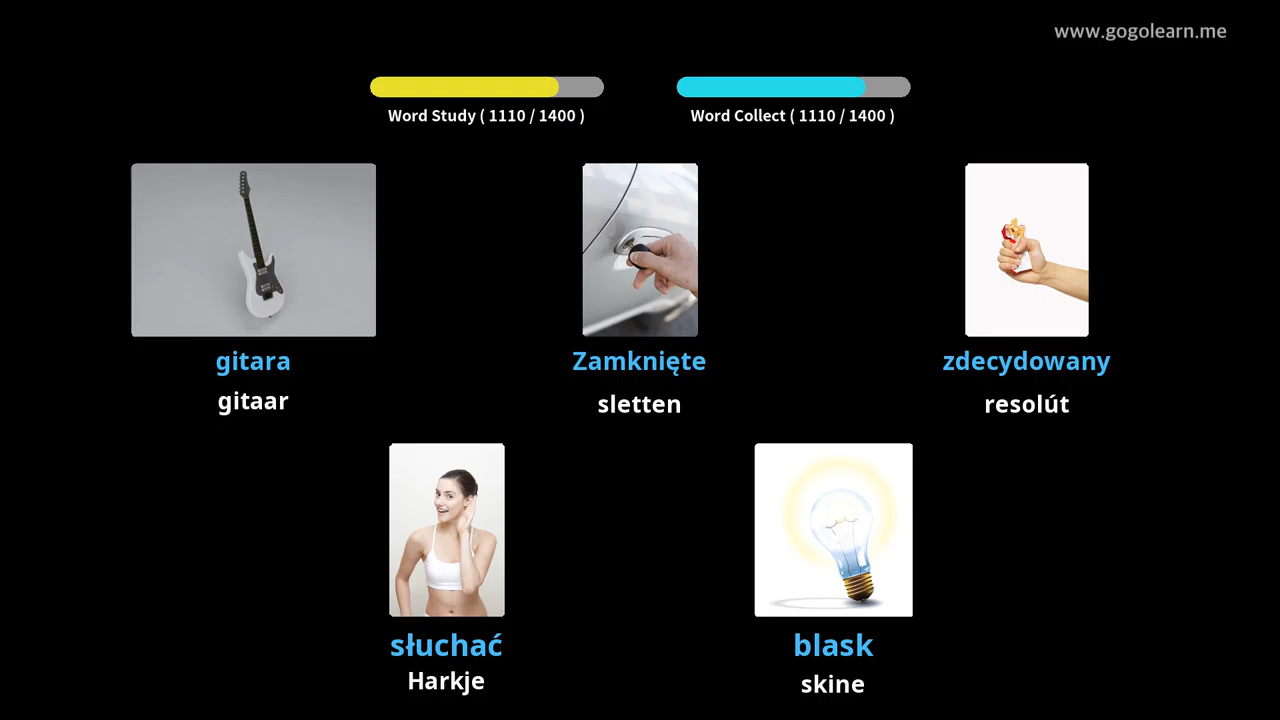 www.gogolearn.me
Word Study ( 1110 / 1400 )
Word Collect ( 1110 / 1400 )
gitara
gitaar
Zamknięte
sletten
zdecydowany
resolút
słuchać
Harkje
blask
skine